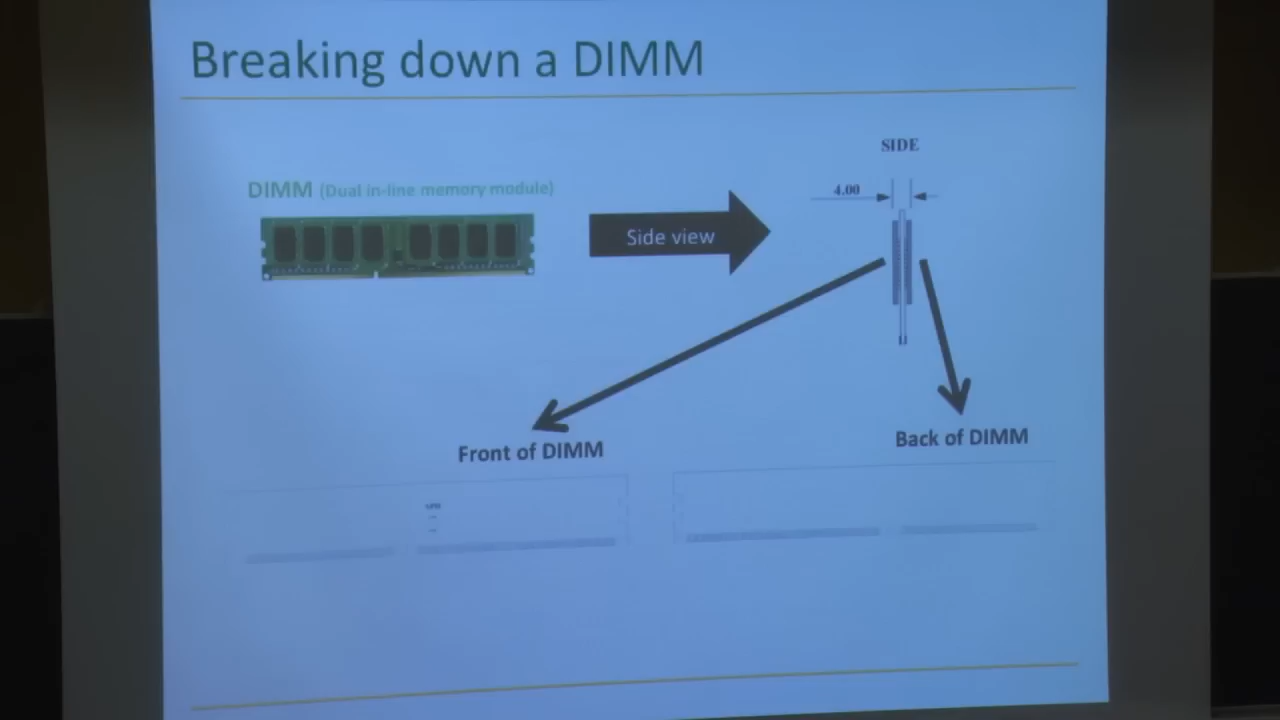 Breaking down a DIMM
SIDE
4.00
DIMM (Dual in-line memory module)
Side view
Front of DIMM
Back of DIMM
SPD